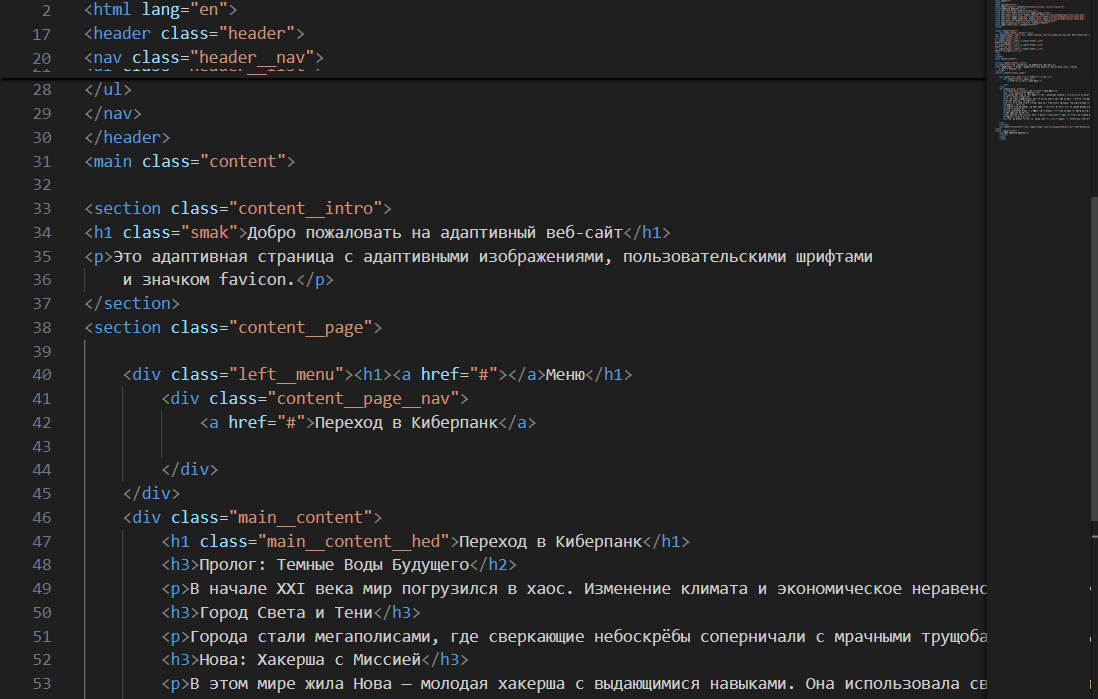 2 <html lang="en">
17 <header class="header">
20 <nav class="header__nav">
28 </ul>
29 </nav>
30 </header>
31 <main class="content">
32
33 <section class="content__intro">
34 <h1 class="smak">Добро пожаловать на адаптивный веб-сайт</h1>
35 <p>Это адаптивная страница с адаптивными изображениями, пользовательскими шрифтами
36 и значком favicon.</p>
37 </section>
38 <section class="content__page">
39
40 <div class="left__menu"><h1><a href="#"></a>Меню</h1>
41 <div class="content__page__nav">
42 <a href="#">Переход в Киберпанк</a>
43
44 </div>
45 </div>
46 <div class="main__content">
47 <h1 class="main__content__hed">Переход в Киберпанк</h1>
48 <h3>Пролог: Темные Воды Будущего</h2>
49 <p>В начале XXI века мир погрузился в хаос. Изменение климата и экономическое неравенс
50 <h3>Город Света и Тени</h3>
51 <p>Города стали мегаполисами, где сверкающие небоскрёбы соперничали с мрачными трущоба
52 <h3>Нова: Хакерша с Миссией</h3>
53 <p>В этом мире жила Нова — молодая хакерша с выдающимися навыками. Она использовала св